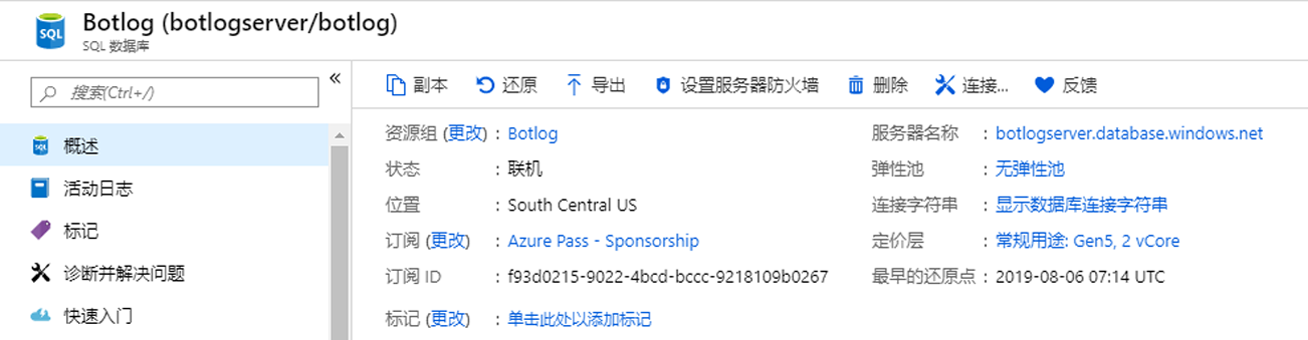 Botlog (botlogserver/botlog)
SQL
SQL 数据库
搜索(Ctrl+/)
«
概述
活动日志
标记
诊断并解决问题
快速入门
副本 还原 导出 设置服务器防火墙 删除 连接... 反馈
资源组 (更改) : Botlog
状态 : 联机
位置 : South Central US
订阅 (更改) : Azure Pass - Sponsorship
订阅 ID : f93d0215-9022-4bcd-bccc-9218109b0267
标记 (更改) : 单击此处以添加标记
服务器名称 : botlogserver.database.windows.net
弹性池 : 无弹性池
连接字符串 : 显示数据库连接字符串
定价层 : 常规用途: Gen5, 2 vCore
最早的还原点 : 2019-08-06 07:14 UTC